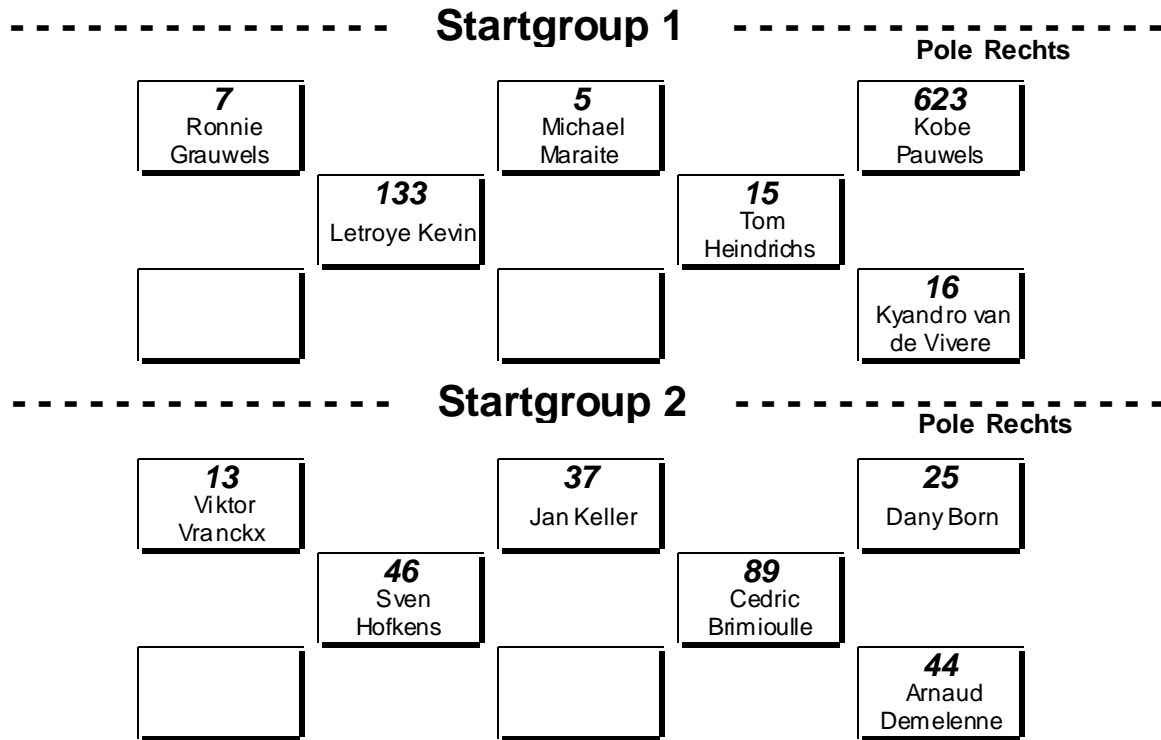 Startgroup 1
Pole Rechts
7
Ronnie
Grauwels
5
Michael
Maraite
623
Kobe
Pauwels
133
Letroye Kevin
15
Tom
Heindrichs
16
Kyandro van
de Vivere
Startgroup 2
Pole Rechts
13
Viktor
Vranckx
37
Jan Keller
25
Dany Born
46
Sven
Hofkens
89
Cedric
Brimioulle
44
Arnaud
Demelenne